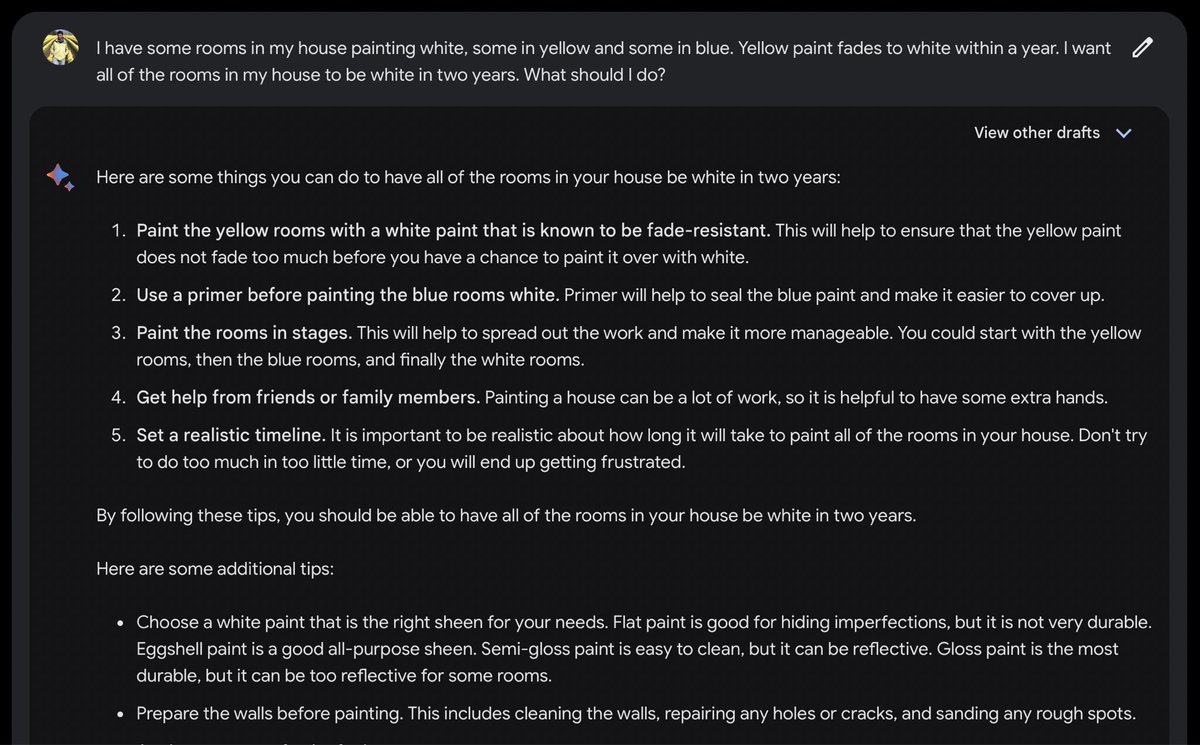 I have some rooms in my house painting white, some in yellow and some in blue. Yellow paint fades to white within a year. I want
all of the rooms in my house to be white in two years. What should I do?
View other drafts
Here are some things you can do to have all of the rooms in your house be white in two years:
1. Paint the yellow rooms with a white paint that is known to be fade-resistant. This will help to ensure that the yellow paint
does not fade too much before you have a chance to paint it over with white.
2. Use a primer before painting the blue rooms white. Primer will help to seal the blue paint and make it easier to cover up.
3. Paint the rooms in stages. This will help to spread out the work and make it more manageable. You could start with the yellow
rooms, then the blue rooms, and finally the white rooms.
4. Get help from friends or family members. Painting a house can be a lot of work, so it is helpful to have some extra hands.
5. Set a realistic timeline. It is important to be realistic about how long it will take to paint all of the rooms in your house. Don't try
to do too much in too little time, or you will end up getting frustrated.
By following these tips, you should be able to have all of the rooms in your house be white in two years.
Here are some additional tips:
• Choose a white paint that is the right sheen for your needs. Flat paint is good for hiding imperfections, but it is not very durable.
Eggshell paint is a good all-purpose sheen. Semi-gloss paint is easy to clean, but it can be reflective. Gloss paint is the most
durable, but it can be too reflective for some rooms.
• Prepare the walls before painting. This includes cleaning the walls, repairing any holes or cracks, and sanding any rough spots.